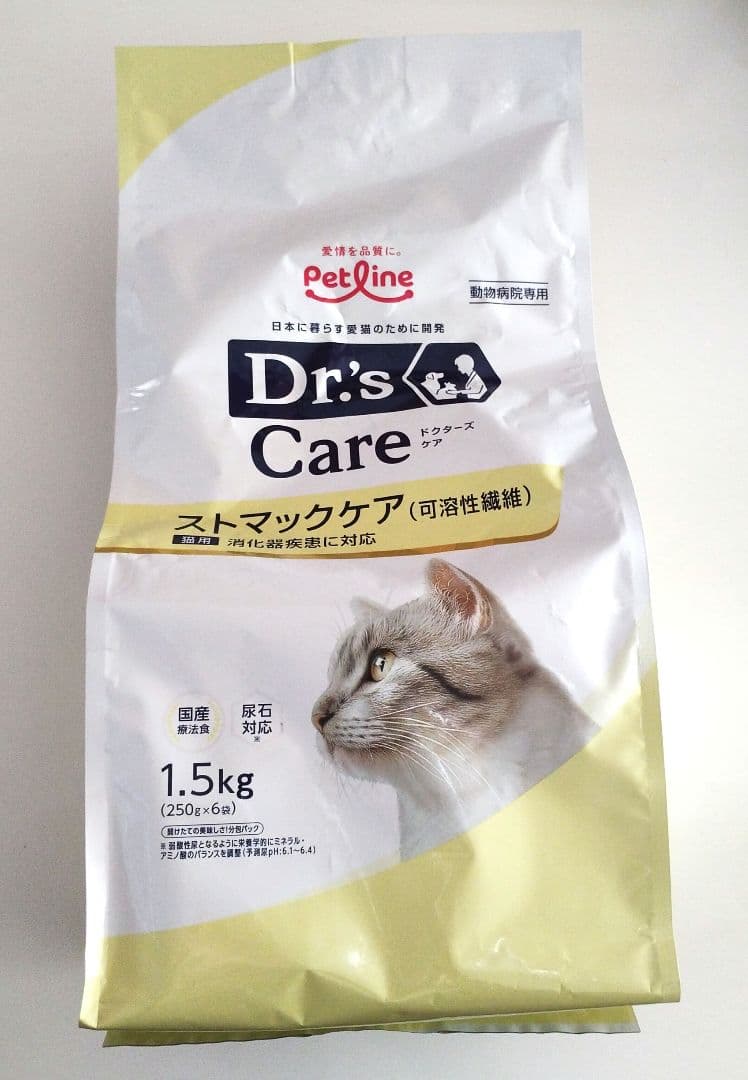 愛情を品質に。
Petline
動物病院専用
日本に暮らす愛猫のために開発
Dr.'s
Care
ドクターズ
ケア
ストマックケア(可溶性繊維)
猫用 消化器疾患に対応
国産
療法食
尿石
対応
※
1.5kg
(250g×6袋)
開けたての美味しさ!分包パック
※ 弱酸性尿となるように栄養学的にミネラル・
アミノ酸のバランスを調整(予測尿pH:6.1~6.4)